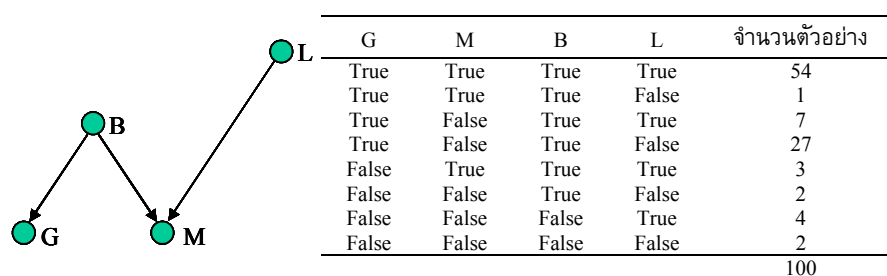 L
B
G M
G M B L จำนวนตัวอย่าง
True True True True 54
True True True False 1
True False True True 7
True False True False 27
False True True True 3
False False True False 2
False False False True 4
False False False False 2
100